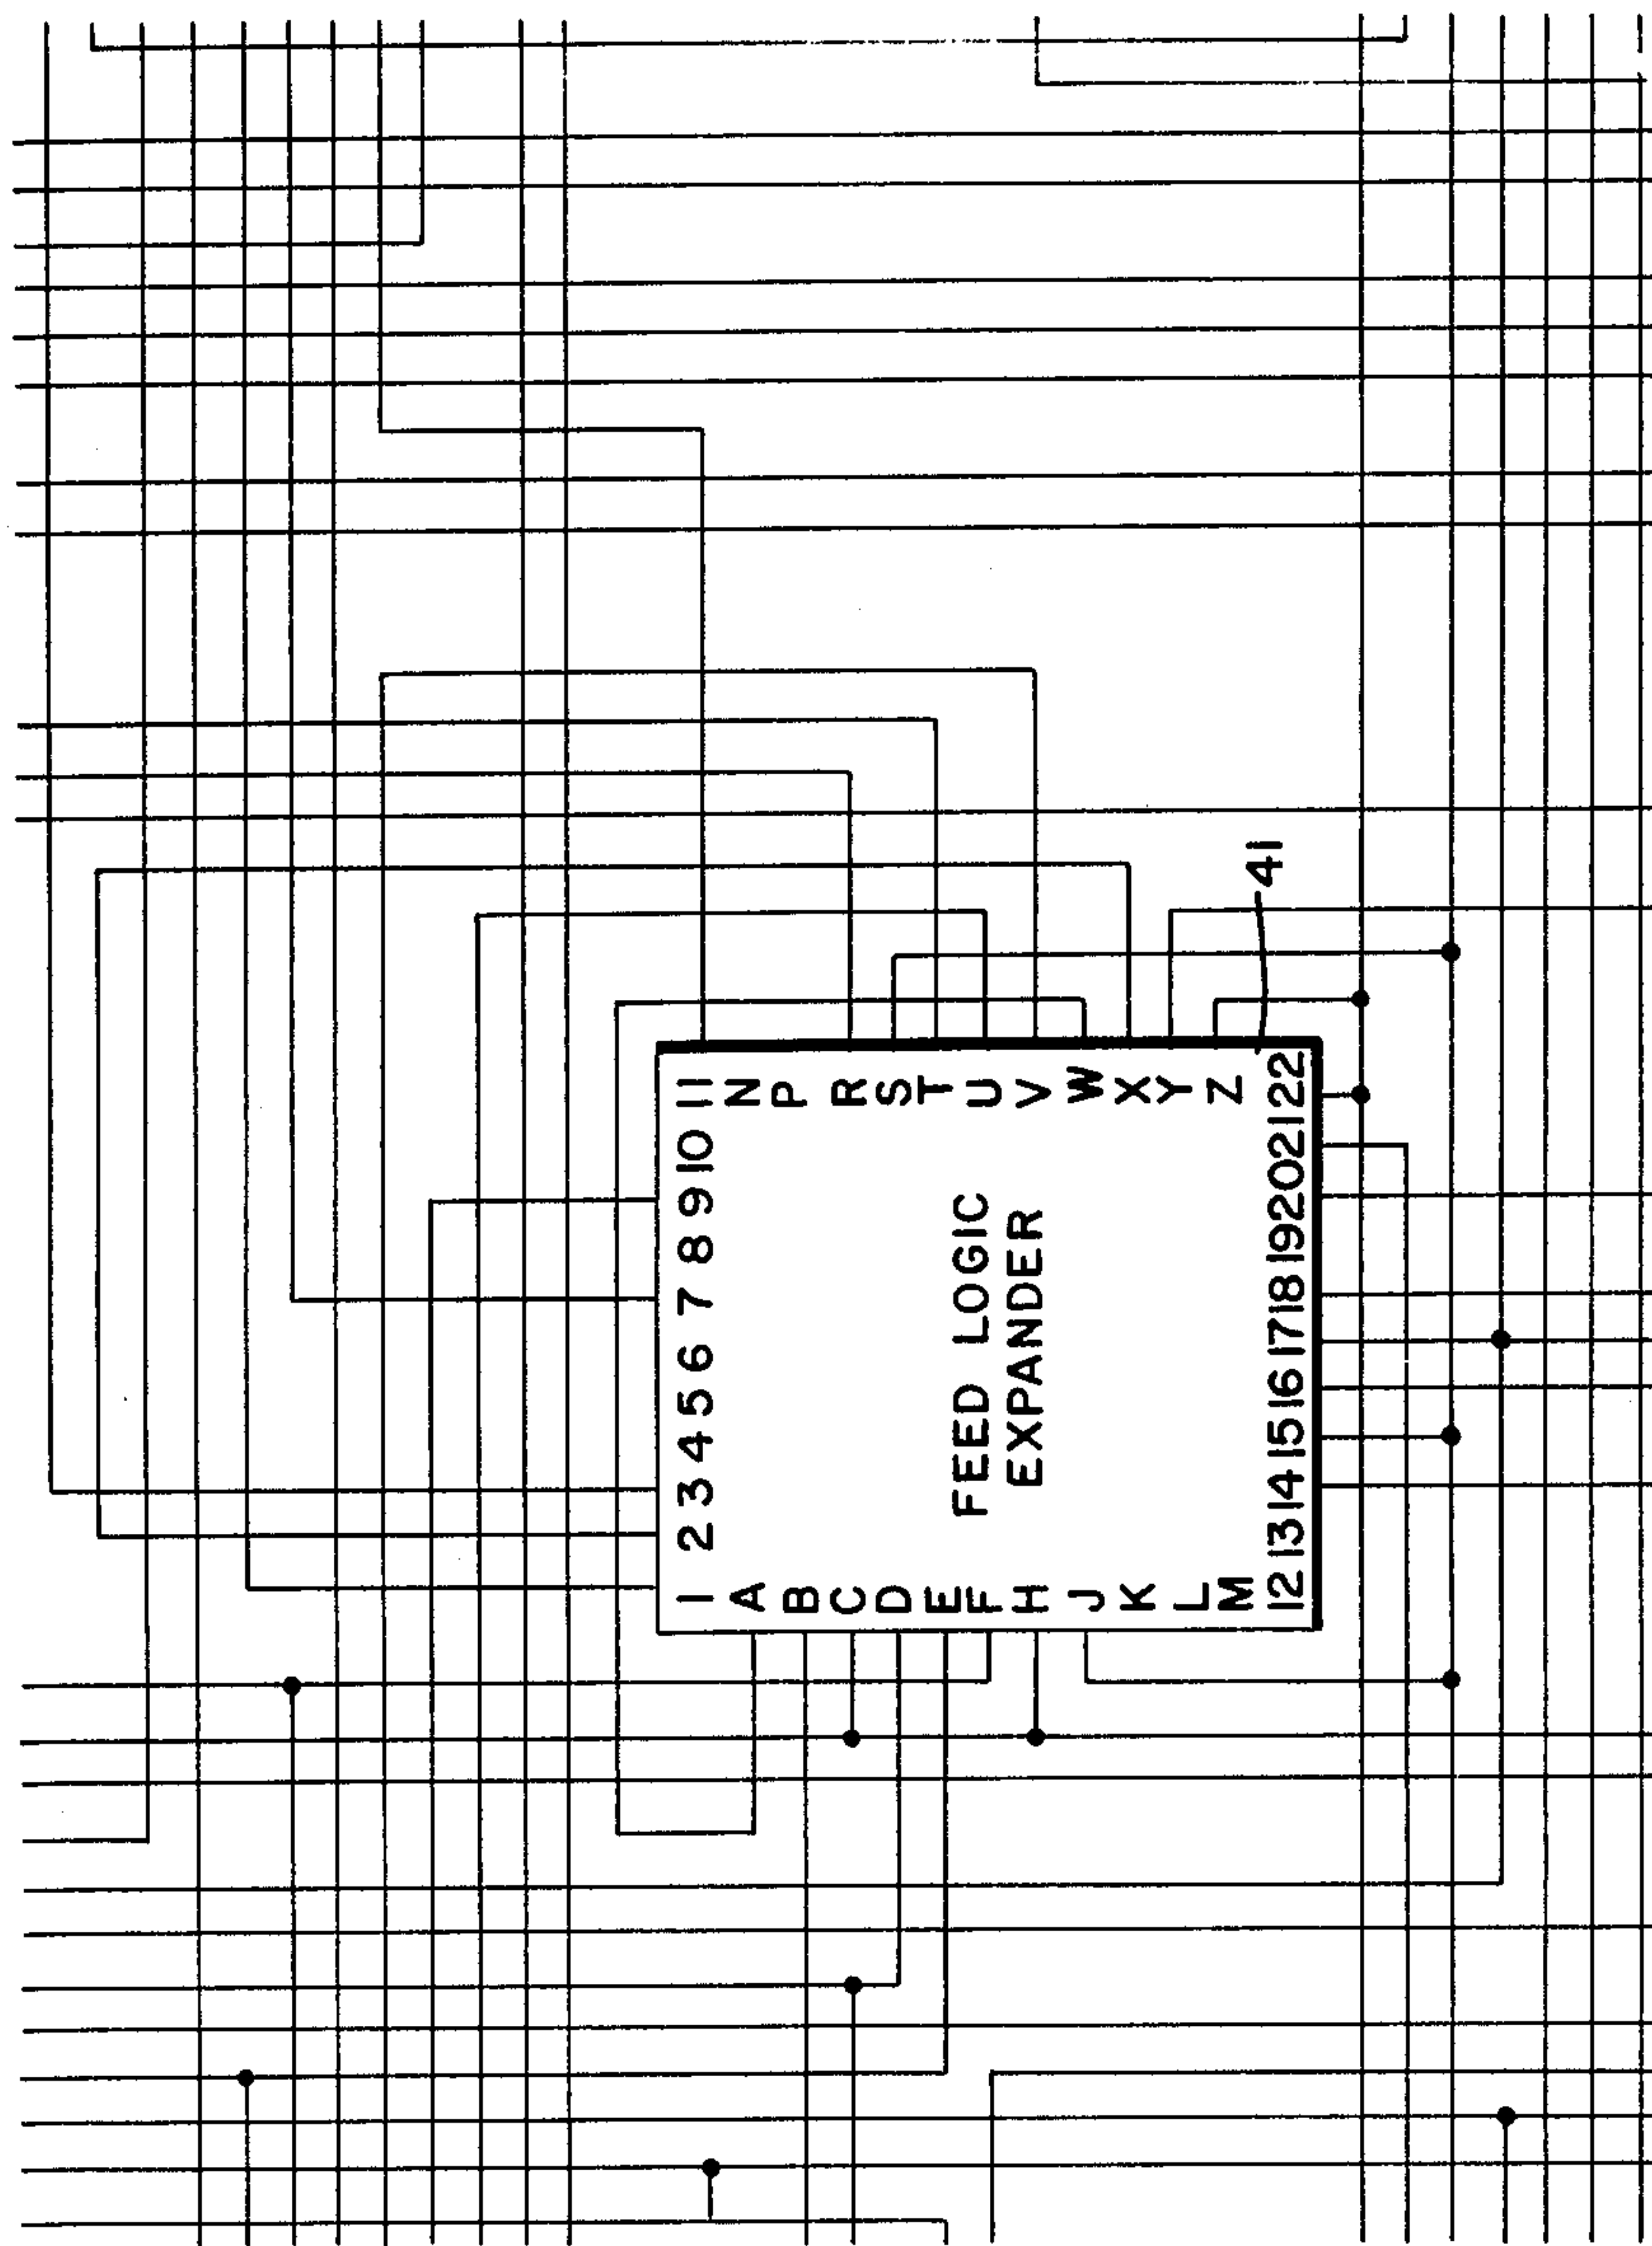 1 2 3 4 5 6 7 8 9 10 11
A N
B P
C R
D S
E T
F U
H V
J W
K X
L Y
M Z
FEED LOGIC
EXPANDER
12 13 14 15 16 17 18 19 20 21 22
41